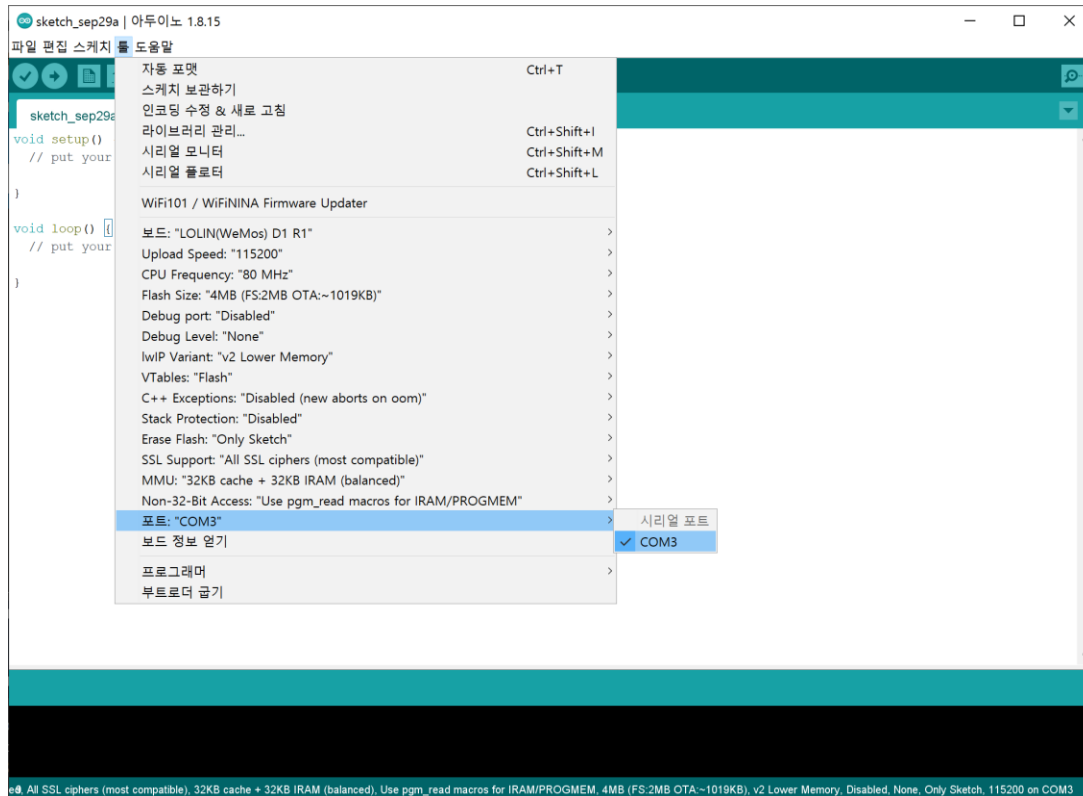 sketch_sep29a | 아두이노 1.8.15
파일 편집 스케치 툴 도움말
자동 포맷 Ctrl+T
스케치 보관하기
인코딩 수정 & 새로 고침
라이브러리 관리... Ctrl+Shift+I
시리얼 모니터 Ctrl+Shift+M
시리얼 플로터 Ctrl+Shift+L
WiFi101 / WiFiNINA Firmware Updater
보드: "LOLIN(WeMos) D1 R1"
Upload Speed: "115200"
CPU Frequency: "80 MHz"
Flash Size: "4MB (FS:2MB OTA:~1019KB)"
Debug port: "Disabled"
Debug Level: "None"
lwIP Variant: "v2 Lower Memory"
VTables: "Flash"
C++ Exceptions: "Disabled (new aborts on oom)"
Stack Protection: "Disabled"
Erase Flash: "Only Sketch"
SSL Support: "All SSL ciphers (most compatible)"
MMU: "32KB cache + 32KB IRAM (balanced)"
Non-32-Bit Access: "Use pgm_read macros for IRAM/PROGMEM"
포트: "COM3"
보드 정보 얻기
프로그래머
부트로더 굽기
시리얼 포트
COM3
sketch_sep29a
void setup()
// put your
}
void loop() {
// put your
}
All SSL ciphers (most compatible), 32KB cache + 32KB IRAM (balanced), Use pgm_read macros for IRAM/PROGMEM, 4MB (FS:2MB OTA:~1019KB), v2 Lower Memory, Disabled, None, Only Sketch, 115200 on COM3